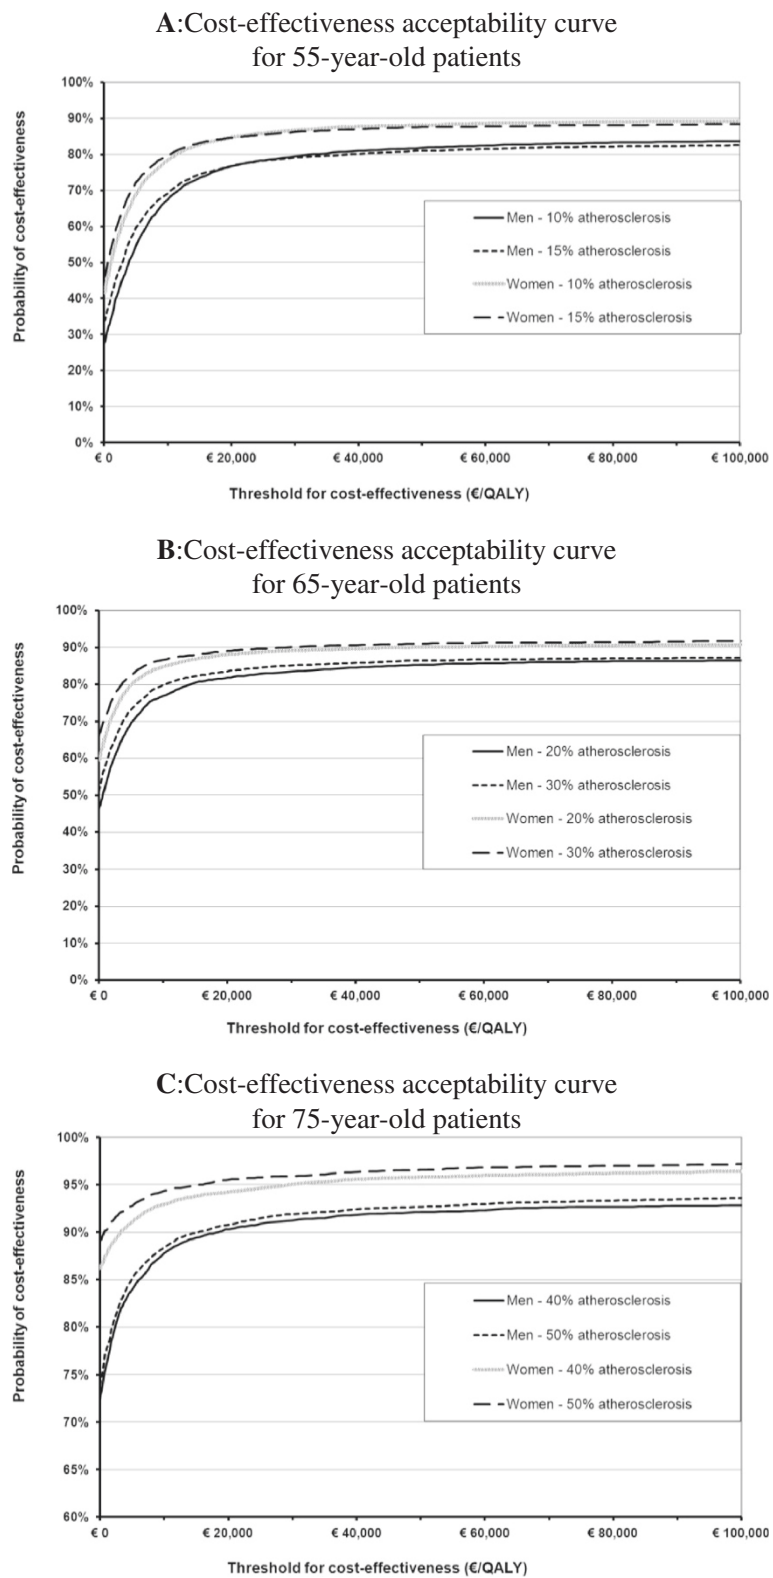 A:Cost-effectiveness acceptability curve
for 55-year-old patients
Probability of cost-effectiveness
100%
90%
80%
70%
60%
50%
40%
30%
20%
10%
0%
Men - 10% atherosclerosis
Men - 15% atherosclerosis
Women - 10% atherosclerosis
Women - 15% atherosclerosis
€ 0 € 20,000 € 40,000 € 60,000 € 80,000 € 100,000
Threshold for cost-effectiveness (€/QALY)
B:Cost-effectiveness acceptability curve
for 65-year-old patients
Probability of cost-effectiveness
100%
90%
80%
70%
60%
50%
40%
30%
20%
10%
0%
Men - 20% atherosclerosis
Men - 30% atherosclerosis
Women - 20% atherosclerosis
Women - 30% atherosclerosis
€ 0 € 20,000 € 40,000 € 60,000 € 80,000 € 100,000
Threshold for cost-effectiveness (€/QALY)
C:Cost-effectiveness acceptability curve
for 75-year-old patients
Probability of cost-effectiveness
100%
95%
90%
85%
80%
75%
70%
65%
60%
Men - 40% atherosclerosis
Men - 50% atherosclerosis
Women - 40% atherosclerosis
Women - 50% atherosclerosis
€ 0 € 20,000 € 40,000 € 60,000 € 80,000 € 100,000
Threshold for cost-effectiveness (€/QALY)